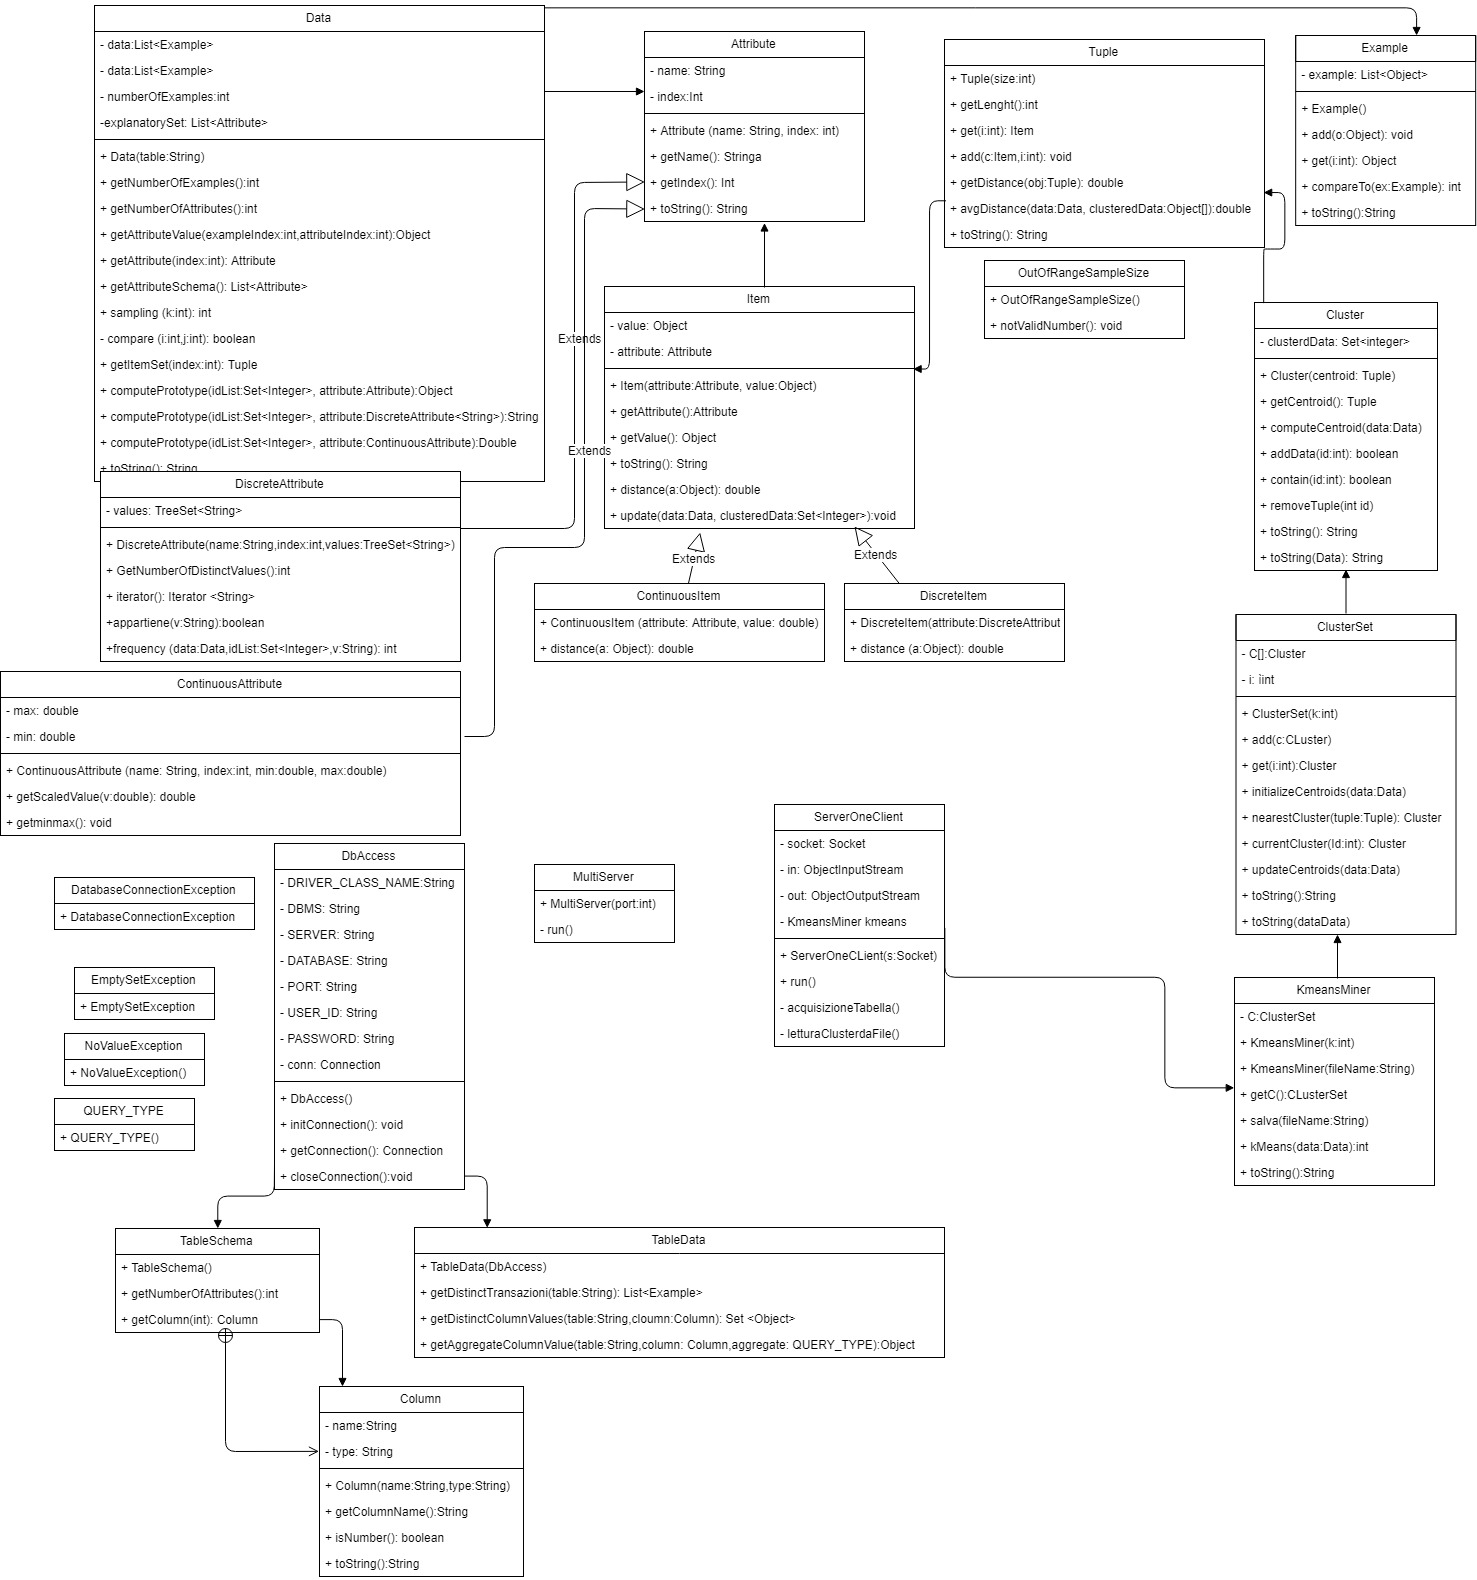 Data
- data:List<Example>
- data:List<Example>
- numberOfExamples:int
-explanatorySet: List<Attribute>
+ Data(table:String)
+ getNumberOfExamples():int
+ getNumberOfAttributes():int
+ getAttributeValue(exampleIndex:int,attributeIndex:int):Object
+ getAttribute(index:int): Attribute
+ getAttributeSchema(): List<Attribute>
+ sampling (k:int): int
- compare (i:int,j:int): boolean
+ getItemSet(index:int): Tuple
+ computePrototype(idList:Set<Integer>, attribute:Attribute):Object
+ computePrototype(idList:Set<Integer>, attribute:DiscreteAttribute<String>):String
+ computePrototype(idList:Set<Integer>, attribute:ContinuousAttribute):Double
+ toString(): String
Attribute
- name: String
- index:Int
+ Attribute (name: String, index: int)
+ getName(): Stringa
+ getIndex(): Int
+ toString(): String
Tuple
+ Tuple(size:int)
+ getLenght():int
+ get(i:int): Item
+ add(c:Item,i:int): void
+ getDistance(obj:Tuple): double
+ avgDistance(data:Data, clusteredData:Object[]):double
+ toString(): String
Example
- example: List<Object>
+ Example()
+ add(o:Object): void
+ get(i:int): Object
+ compareTo(ex:Example): int
+ toString():String
OutOfRangeSampleSize
+ OutOfRangeSampleSize()
+ notValidNumber(): void
Item
- value: Object
- attribute: Attribute
+ Item(attribute:Attribute, value:Object)
+ getAttribute():Attribute
+ getValue(): Object
+ toString(): String
+ distance(a:Object): double
+ update(data:Data, clusteredData:Set<Integer>):void
Extends
Extends
Extends
Extends
Cluster
- clusterdData: Set<integer>
+ Cluster(centroid: Tuple)
+ getCentroid(): Tuple
+ computeCentroid(data:Data)
+ addData(id:int): boolean
+ contain(id:int): boolean
+ removeTuple(int id)
+ toString(): String
+ toString(Data): String
DiscreteAttribute
- values: TreeSet<String>
+ DiscreteAttribute(name:String,index:int,values:TreeSet<String>)
+ GetNumberOfDistinctValues():int
+ iterator(): Iterator <String>
+appartiene(v:String):boolean
+frequency (data:Data,idList:Set<Integer>,v:String): int
ContinuousItem
+ ContinuousItem (attribute: Attribute, value: double)
+ distance(a: Object): double
DiscreteItem
+ DiscreteItem(attribute:DiscreteAttribut
+ distance (a:Object): double
ClusterSet
- C[]:Cluster
- i: ìint
+ ClusterSet(k:int)
+ add(c:CLuster)
+ get(i:int):Cluster
+ initializeCentroids(data:Data)
+ nearestCluster(tuple:Tuple): Cluster
+ currentCluster(Id:int): Cluster
+ updateCentroids(data:Data)
+ toString():String
+ toString(dataData)
ContinuousAttribute
- max: double
- min: double
+ ContinuousAttribute (name: String, index:int, min:double, max:double)
+ getScaledValue(v:double): double
+ getminmax(): void
DbAccess
- DRIVER_CLASS_NAME:String
- DBMS: String
- SERVER: String
- DATABASE: String
- PORT: String
- USER_ID: String
- PASSWORD: String
- conn: Connection
+ DbAccess()
+ initConnection(): void
+ getConnection(): Connection
+ closeConnection():void
DatabaseConnectionException
+ DatabaseConnectionException
EmptySetException
+ EmptySetException
NoValueException
+ NoValueException()
QUERY_TYPE
+ QUERY_TYPE()
MultiServer
+ MultiServer(port:int)
- run()
ServerOneClient
- socket: Socket
- in: ObjectInputStream
- out: ObjectOutputStream
- KmeansMiner kmeans
+ ServerOneCLient(s:Socket)
+ run()
- acquisizioneTabella()
- letturaClusterdaFile()
KmeansMiner
- C:ClusterSet
+ KmeansMiner(k:int)
+ KmeansMiner(fileName:String)
+ getC():CLusterSet
+ salva(fileName:String)
+ kMeans(data:Data):int
+ toString():String
TableSchema
+ TableSchema()
+ getNumberOfAttributes():int
+ getColumn(int): Column
TableData
+ TableData(DbAccess)
+ getDistinctTransazioni(table:String): List<Example>
+ getDistinctColumnValues(table:String,cloumn:Column): Set <Object>
+ getAggregateColumnValue(table:String,column: Column,aggregate: QUERY_TYPE):Object
Column
- name:String
- type: String
+ Column(name:String,type:String)
+ getColumnName():String
+ isNumber(): boolean
+ toString():String